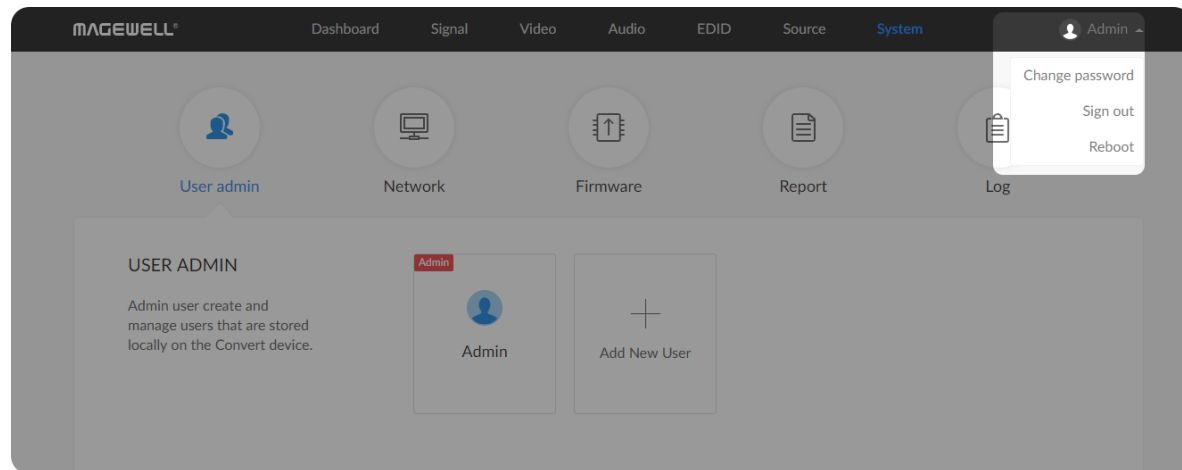 MAGEWELL®
Dashboard Signal Video Audio EDID Source System Admin
Change password
Sign out
Reboot
User admin Network Firmware Report Log
USER ADMIN
Admin user create and
manage users that are stored
locally on the Convert device.
Admin
Admin
Add New User